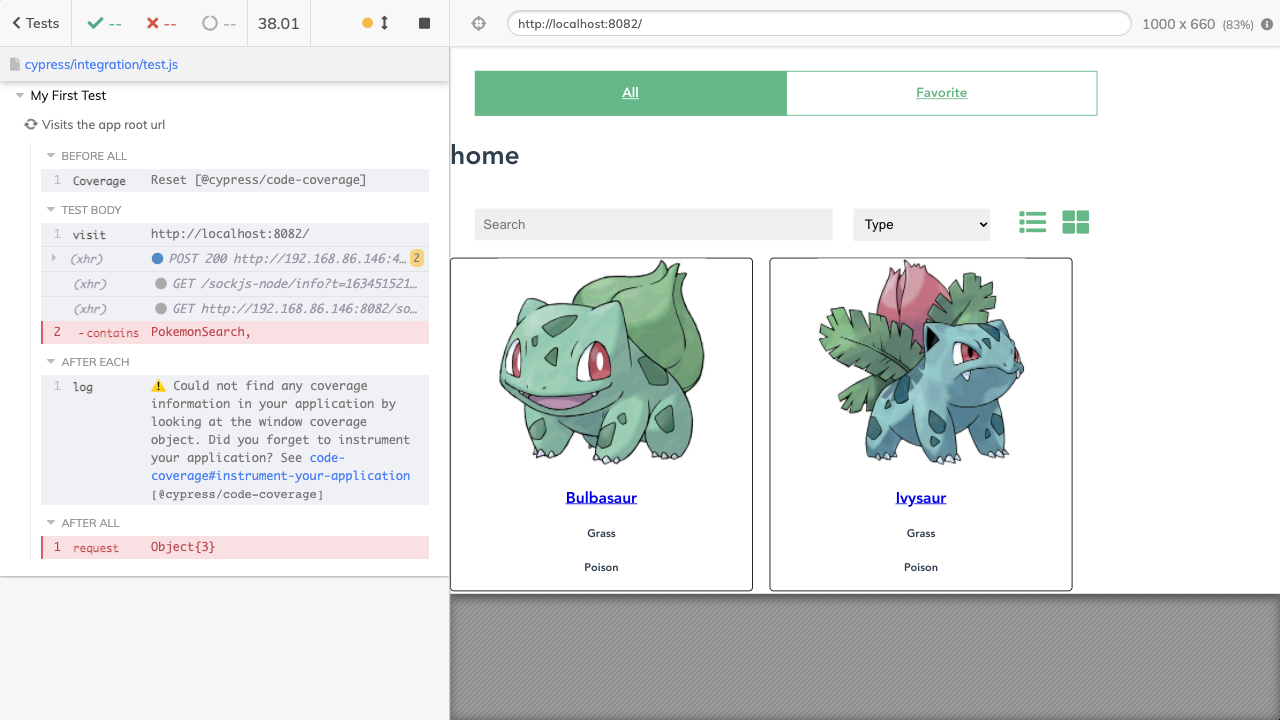 Tests
--
--
--
38.01
http://localhost:8082/
1000 x 660 (83%)
cypress/integration/test.js
My First Test
Visits the app root url
BEFORE ALL
1 Coverage Reset [@cypress/code-coverage]
TEST BODY
1 visit http://localhost:8082/
(xhr) POST 200 http://192.168.86.146:4... 2
(xhr) GET /sockjs-node/info?t=163451521...
(xhr) GET http://192.168.86.146:8082/so...
2 -contains PokemonSearch,
AFTER EACH
1 log Could not find any coverage
information in your application by
looking at the window coverage
object. Did you forget to instrument
your application? See code-
coverage#instrument-your-application
[@cypress/code-coverage]
AFTER ALL
1 request Object{3}
All
Favorite
home
Search
Type
Bulbasaur
Grass
Poison
Ivysaur
Grass
Poison